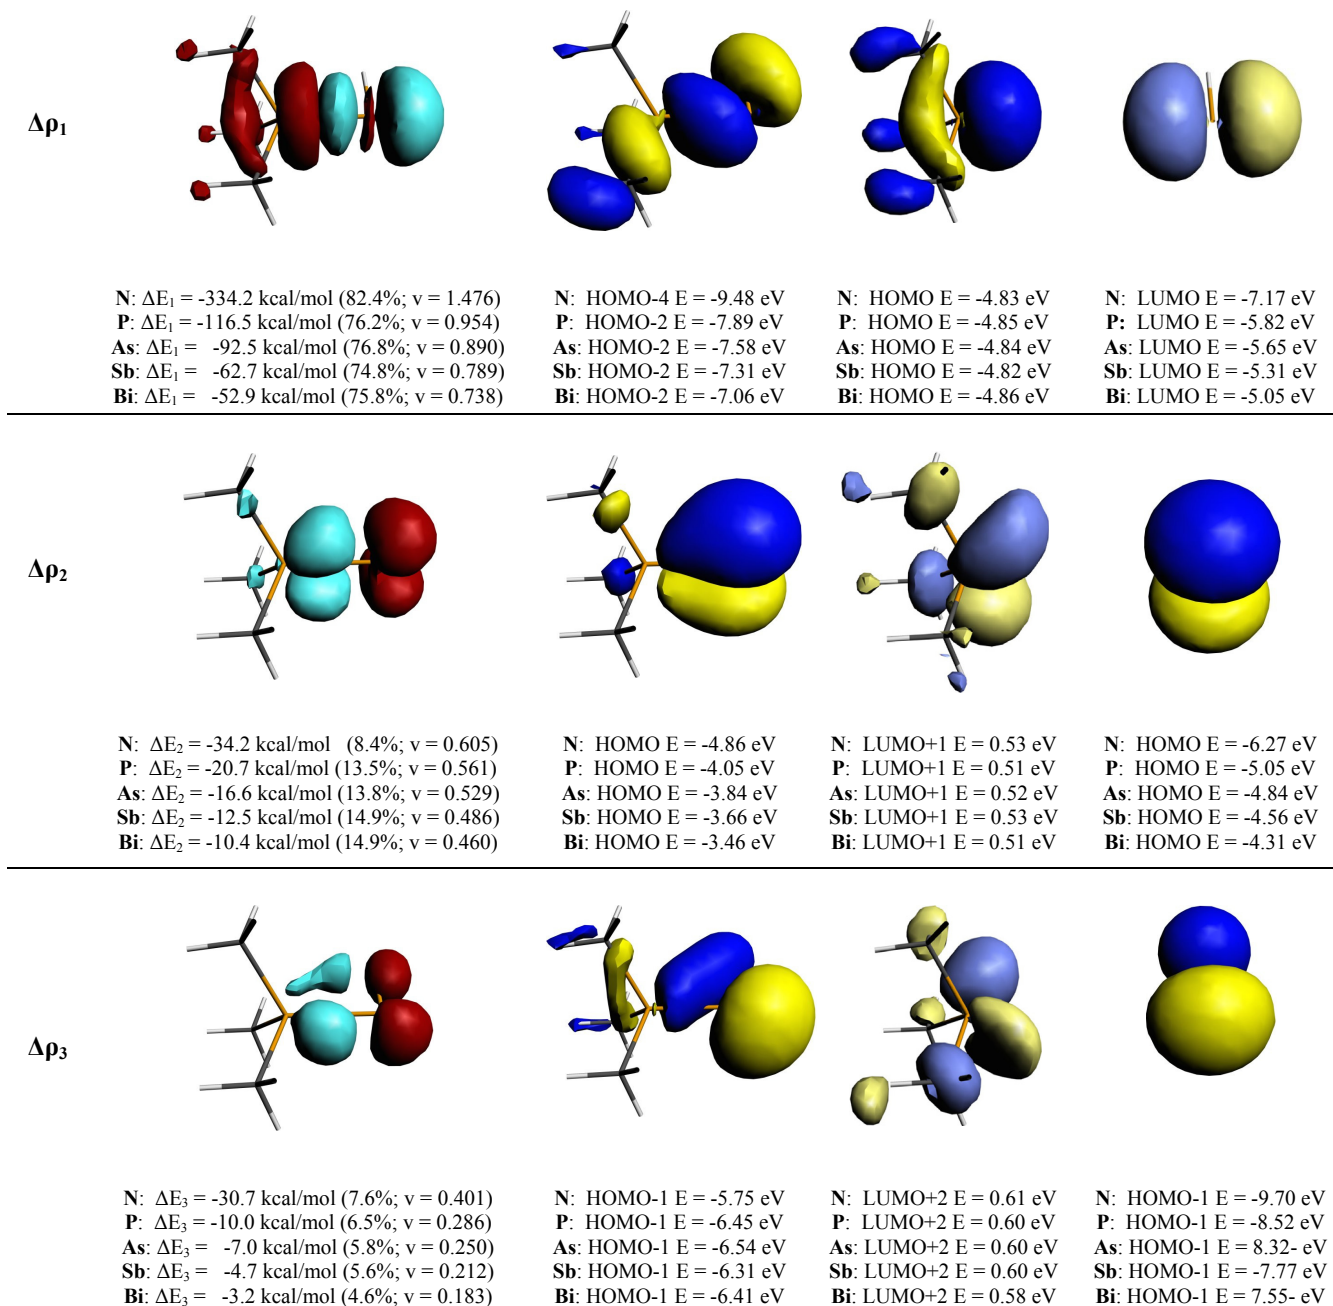 Δρ₁
N: ΔE₁ = -334.2 kcal/mol (82.4%; v = 1.476)
P: ΔE₁ = -116.5 kcal/mol (76.2%; v = 0.954)
As: ΔE₁ = -92.5 kcal/mol (76.8%; v = 0.890)
Sb: ΔE₁ = -62.7 kcal/mol (74.8%; v = 0.789)
Bi: ΔE₁ = -52.9 kcal/mol (75.8%; v = 0.738)
N: HOMO-4 E = -9.48 eV
P: HOMO-2 E = -7.89 eV
As: HOMO-2 E = -7.58 eV
Sb: HOMO-2 E = -7.31 eV
Bi: HOMO-2 E = -7.06 eV
N: HOMO E = -4.83 eV
P: HOMO E = -4.85 eV
As: HOMO E = -4.84 eV
Sb: HOMO E = -4.82 eV
Bi: HOMO E = -4.86 eV
N: LUMO E = -7.17 eV
P: LUMO E = -5.82 eV
As: LUMO E = -5.65 eV
Sb: LUMO E = -5.31 eV
Bi: LUMO E = -5.05 eV
Δρ₂
N: ΔE₂ = -34.2 kcal/mol (8.4%; v = 0.605)
P: ΔE₂ = -20.7 kcal/mol (13.5%; v = 0.561)
As: ΔE₂ = -16.6 kcal/mol (13.8%; v = 0.529)
Sb: ΔE₂ = -12.5 kcal/mol (14.9%; v = 0.486)
Bi: ΔE₂ = -10.4 kcal/mol (14.9%; v = 0.460)
N: HOMO E = -4.86 eV
P: HOMO E = -4.05 eV
As: HOMO E = -3.84 eV
Sb: HOMO E = -3.66 eV
Bi: HOMO E = -3.46 eV
N: LUMO+1 E = 0.53 eV
P: LUMO+1 E = 0.51 eV
As: LUMO+1 E = 0.52 eV
Sb: LUMO+1 E = 0.53 eV
Bi: LUMO+1 E = 0.51 eV
N: HOMO E = -6.27 eV
P: HOMO E = -5.05 eV
As: HOMO E = -4.84 eV
Sb: HOMO E = -4.56 eV
Bi: HOMO E = -4.31 eV
Δρ₃
N: ΔE₃ = -30.7 kcal/mol (7.6%; v = 0.401)
P: ΔE₃ = -10.0 kcal/mol (6.5%; v = 0.286)
As: ΔE₃ = -7.0 kcal/mol (5.8%; v = 0.250)
Sb: ΔE₃ = -4.7 kcal/mol (5.6%; v = 0.212)
Bi: ΔE₃ = -3.2 kcal/mol (4.6%; v = 0.183)
N: HOMO-1 E = -5.75 eV
P: HOMO-1 E = -6.45 eV
As: HOMO-1 E = -6.54 eV
Sb: HOMO-1 E = -6.31 eV
Bi: HOMO-1 E = -6.41 eV
N: LUMO+2 E = 0.61 eV
P: LUMO+2 E = 0.60 eV
As: LUMO+2 E = 0.60 eV
Sb: LUMO+2 E = 0.60 eV
Bi: LUMO+2 E = 0.58 eV
N: HOMO-1 E = -9.70 eV
P: HOMO-1 E = -8.52 eV
As: HOMO-1 E = 8.32- eV
Sb: HOMO-1 E = -7.77 eV
Bi: HOMO-1 E = 7.55- eV